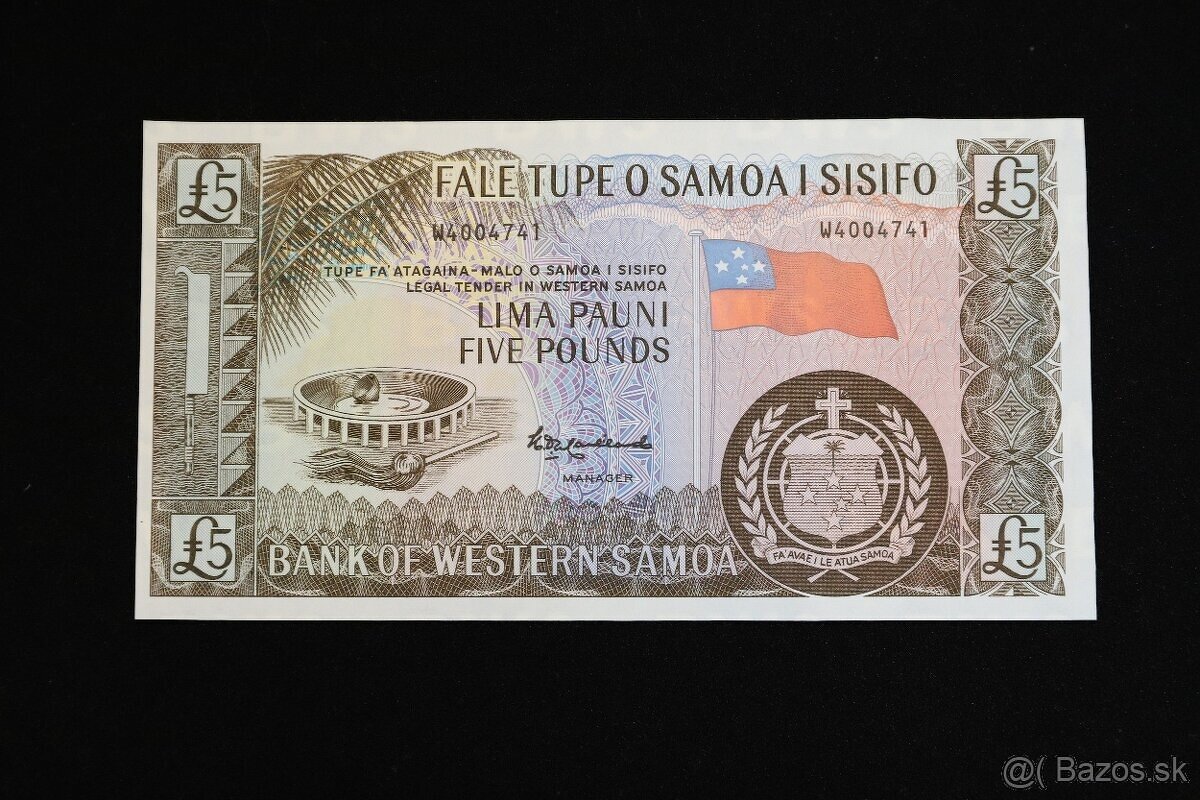 £5
FALE TUPE O SAMOA I SISIFO
£5
W4004741
W4004741
TUPE FA'ATAGAINA-MALO O SAMOA I SISIFO
LEGAL TENDER IN WESTERN SAMOA
LIMA PAUNI
FIVE POUNDS
MANAGER
£5
BANK OF WESTERN SAMOA
FA'AVAE I LE ATUA SAMOA
£5
@( Bazos.sk